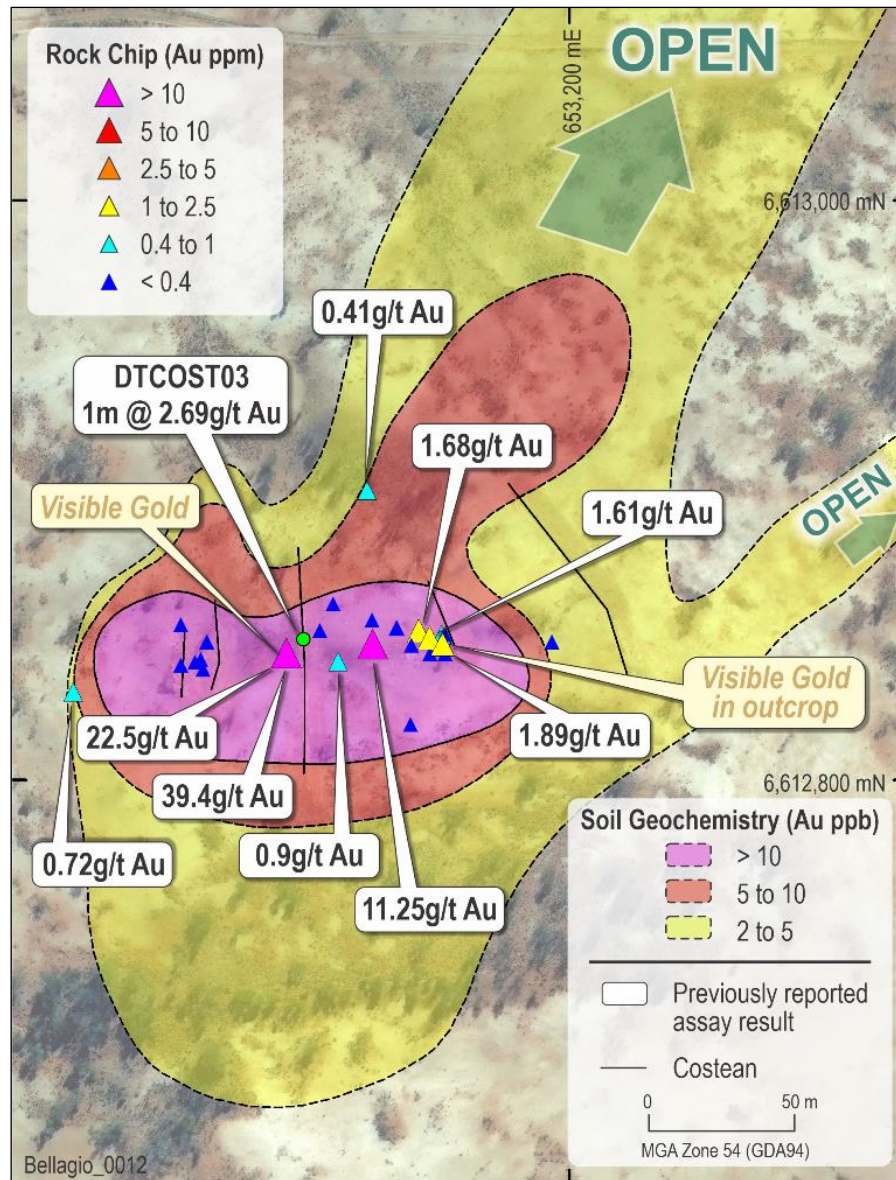 Rock Chip (Au ppm)
> 10
5 to 10
2.5 to 5
1 to 2.5
0.4 to 1
< 0.4
OPEN
653,200 mE
6,613,000 mN
0.41g/t Au
DTCOST03
1m @ 2.69g/t Au
1.68g/t Au
Visible Gold
1.61g/t Au
OPEN
Visible Gold
in outcrop
22.5g/t Au
1.89g/t Au
39.4g/t Au
6,612,800 mN
0.72g/t Au
0.9g/t Au
11.25g/t Au
Soil Geochemistry (Au ppb)
> 10
5 to 10
2 to 5
Previously reported
assay result
Costean
0 50 m
MGA Zone 54 (GDA94)
Bellagio_0012